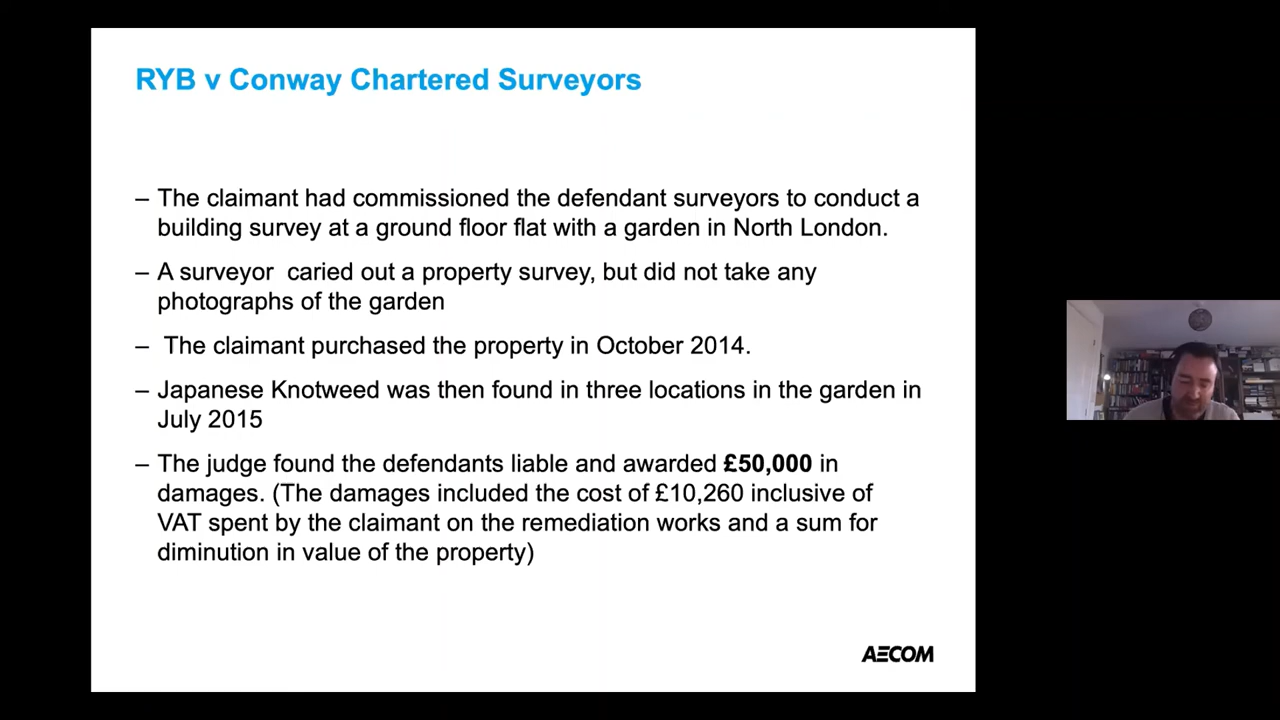 RYB v Conway Chartered Surveyors
– The claimant had commissioned the defendant surveyors to conduct a
building survey at a ground floor flat with a garden in North London.
– A surveyor  caried out a property survey, but did not take any
photographs of the garden
–  The claimant purchased the property in October 2014.
– Japanese Knotweed was then found in three locations in the garden in
July 2015
– The judge found the defendants liable and awarded £50,000 in
damages. (The damages included the cost of £10,260 inclusive of
VAT spent by the claimant on the remediation works and a sum for
diminution in value of the property)
AECOM